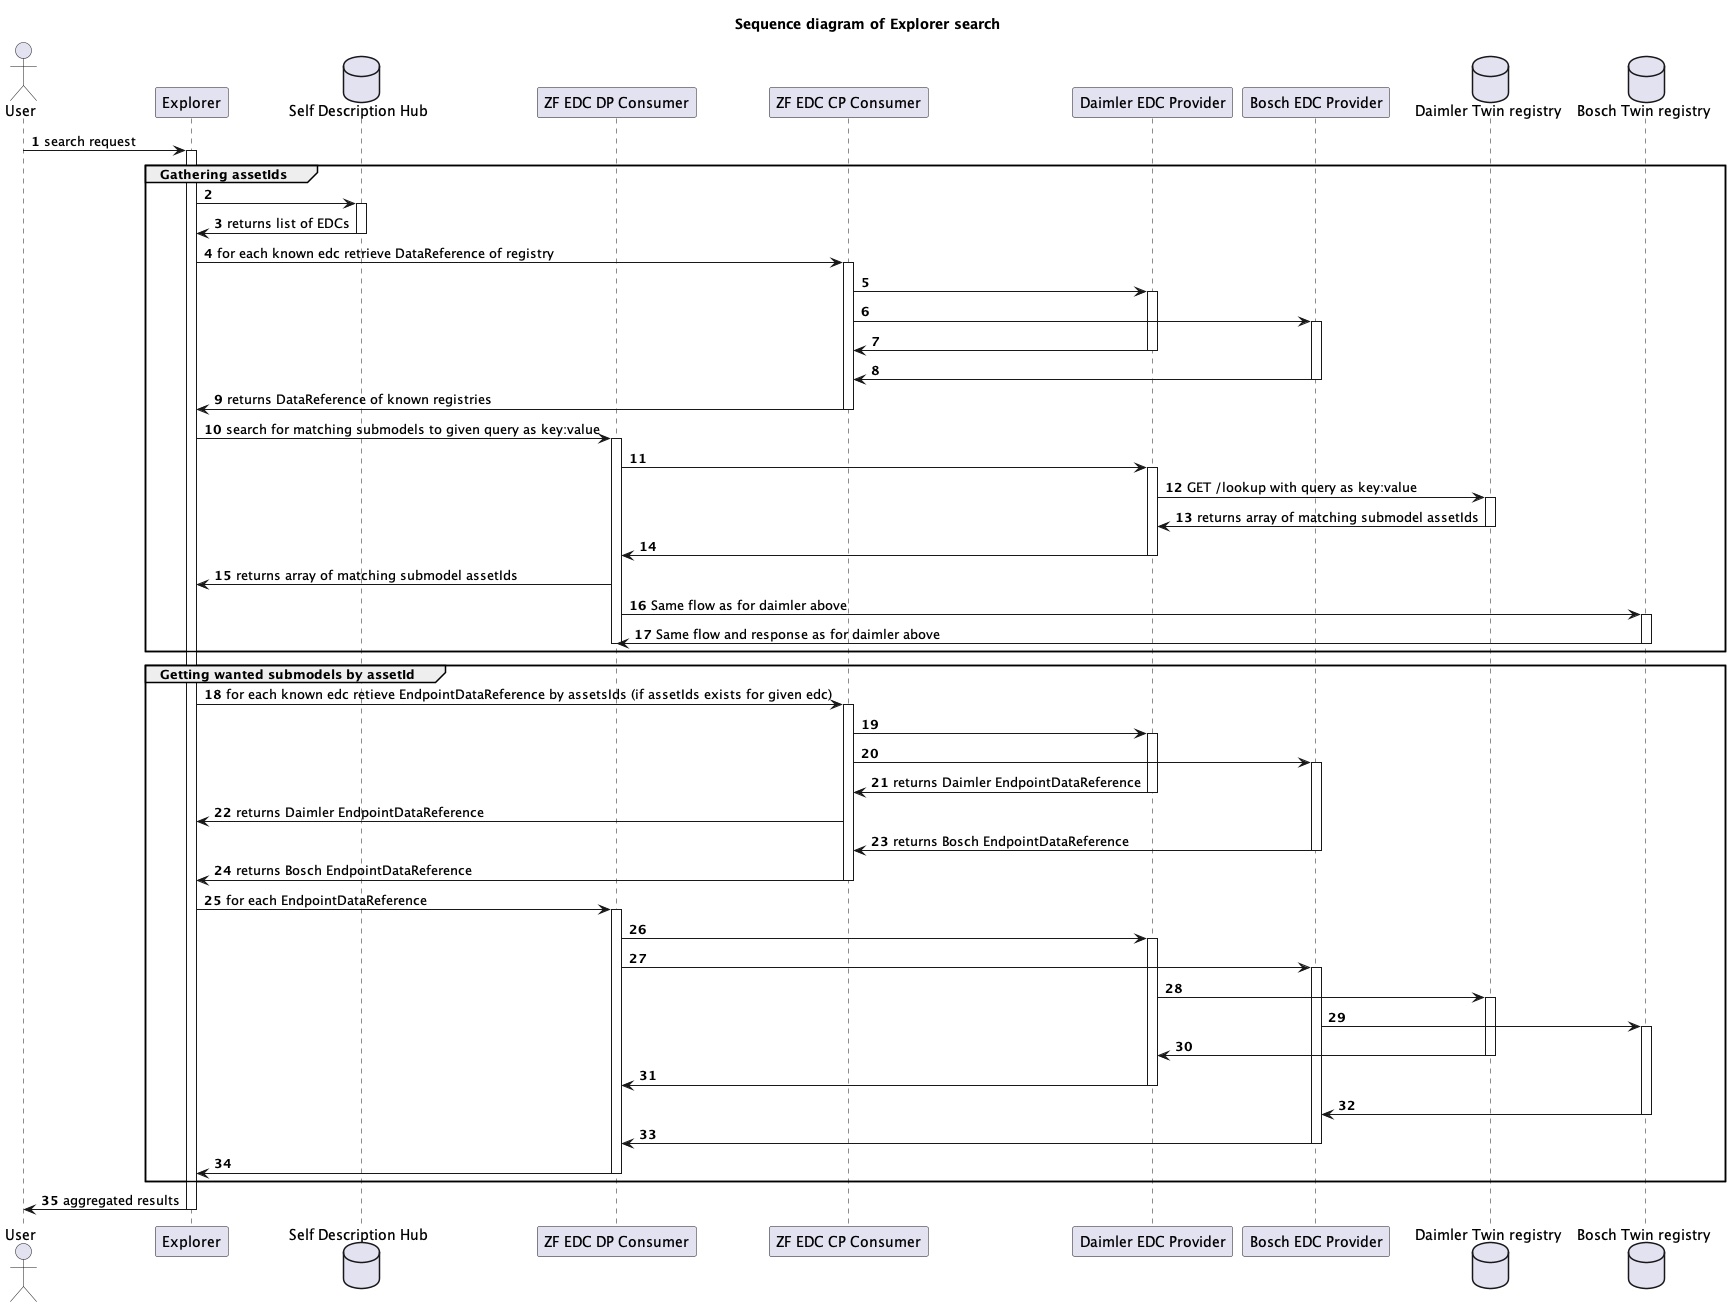 Sequence diagram of Explorer search
User
Explorer
Self Description Hub
ZF EDC DP Consumer
ZF EDC CP Consumer
Daimler EDC Provider
Bosch EDC Provider
Daimler Twin registry
Bosch Twin registry
1 search request
Gathering assetIds
2
3 returns list of EDCs
4 for each known edc retrieve DataReference of registry
5
6
7
8
9 returns DataReference of known registries
10 search for matching submodels to given query as key:value
11
12 GET /lookup with query as key:value
13 returns array of matching submodel assetIds
14
15 returns array of matching submodel assetIds
16 Same flow as for daimler above
17 Same flow and response as for daimler above
Getting wanted submodels by assetId
18 for each known edc retieve EndpointDataReference by assetsIds (if assetIds exists for given edc)
19
20
21 returns Daimler EndpointDataReference
22 returns Daimler EndpointDataReference
23 returns Bosch EndpointDataReference
24 returns Bosch EndpointDataReference
25 for each EndpointDataReference
26
27
28
29
30
31
32
33
34
35 aggregated results
User
Explorer
Self Description Hub
ZF EDC DP Consumer
ZF EDC CP Consumer
Daimler EDC Provider
Bosch EDC Provider
Daimler Twin registry
Bosch Twin registry